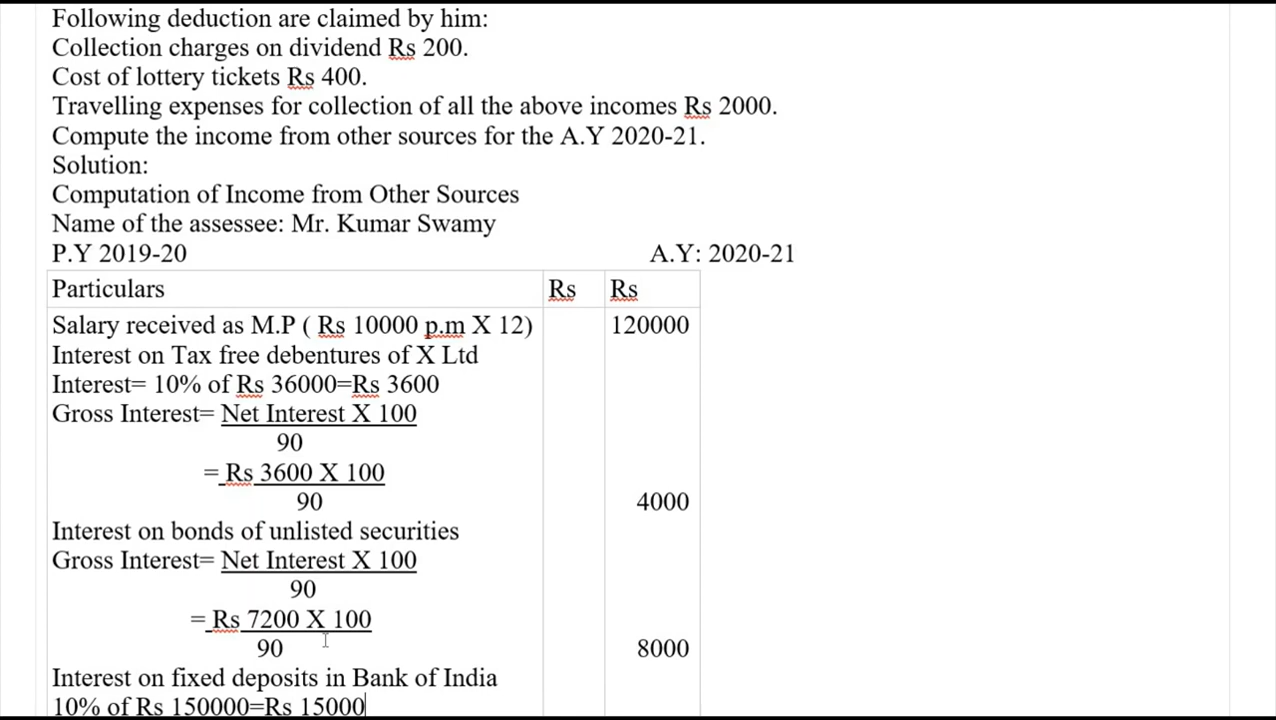 Following deduction are claimed by him:
Collection charges on dividend Rs 200.
Cost of lottery tickets Rs 400.
Travelling expenses for collection of all the above incomes Rs 2000.
Compute the income from other sources for the A.Y 2020-21.
Solution:
Computation of Income from Other Sources
Name of the assessee: Mr. Kumar Swamy
P.Y 2019-20 A.Y: 2020-21
Particulars Rs Rs
Salary received as M.P ( Rs 10000 p.m X 12) 120000
Interest on Tax free debentures of X Ltd
Interest= 10% of Rs 36000=Rs 3600
Gross Interest= Net Interest X 100
90
= Rs 3600 X 100
90 4000
Interest on bonds of unlisted securities
Gross Interest= Net Interest X 100
90
= Rs 7200 X 100
90 8000
Interest on fixed deposits in Bank of India
10% of Rs 150000=Rs 15000